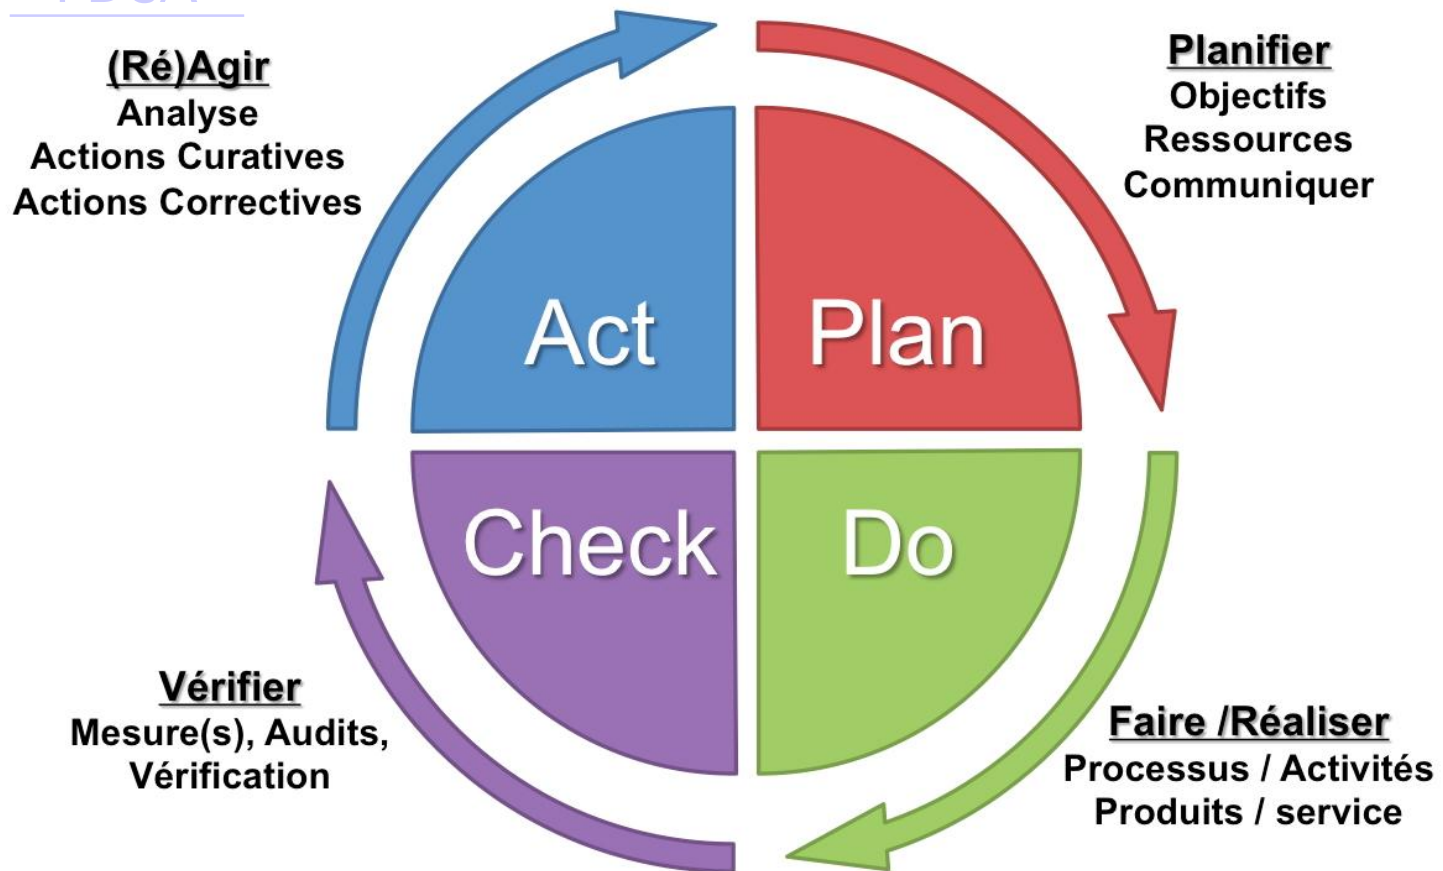 PDCA
(Ré)Agir
Analyse
Actions Curatives
Actions Correctives
Planifier
Objectifs
Ressources
Communiquer
Act
Plan
Check
Do
Vérifier
Mesure(s), Audits,
Vérification
Faire /Réaliser
Processus / Activités
Produits / service